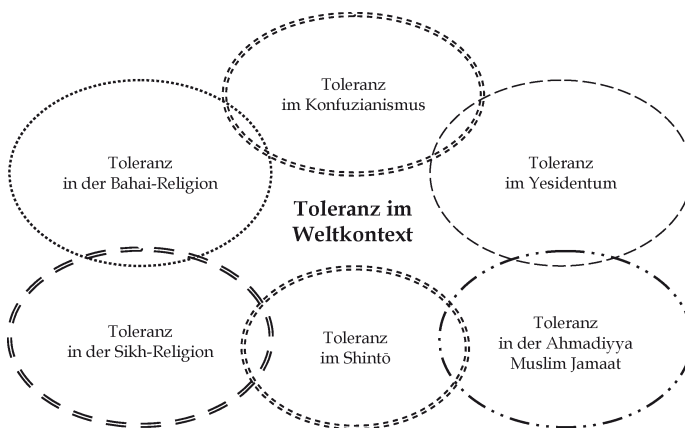 Toleranz
im Konfuzianismus
Toleranz
in der Bahai-Religion
Toleranz
im Yesidentum
Toleranz im
Weltkontext
Toleranz
in der Sikh-Religion
Toleranz
im Shintō
Toleranz
in der Ahmadiyya
Muslim Jamaat